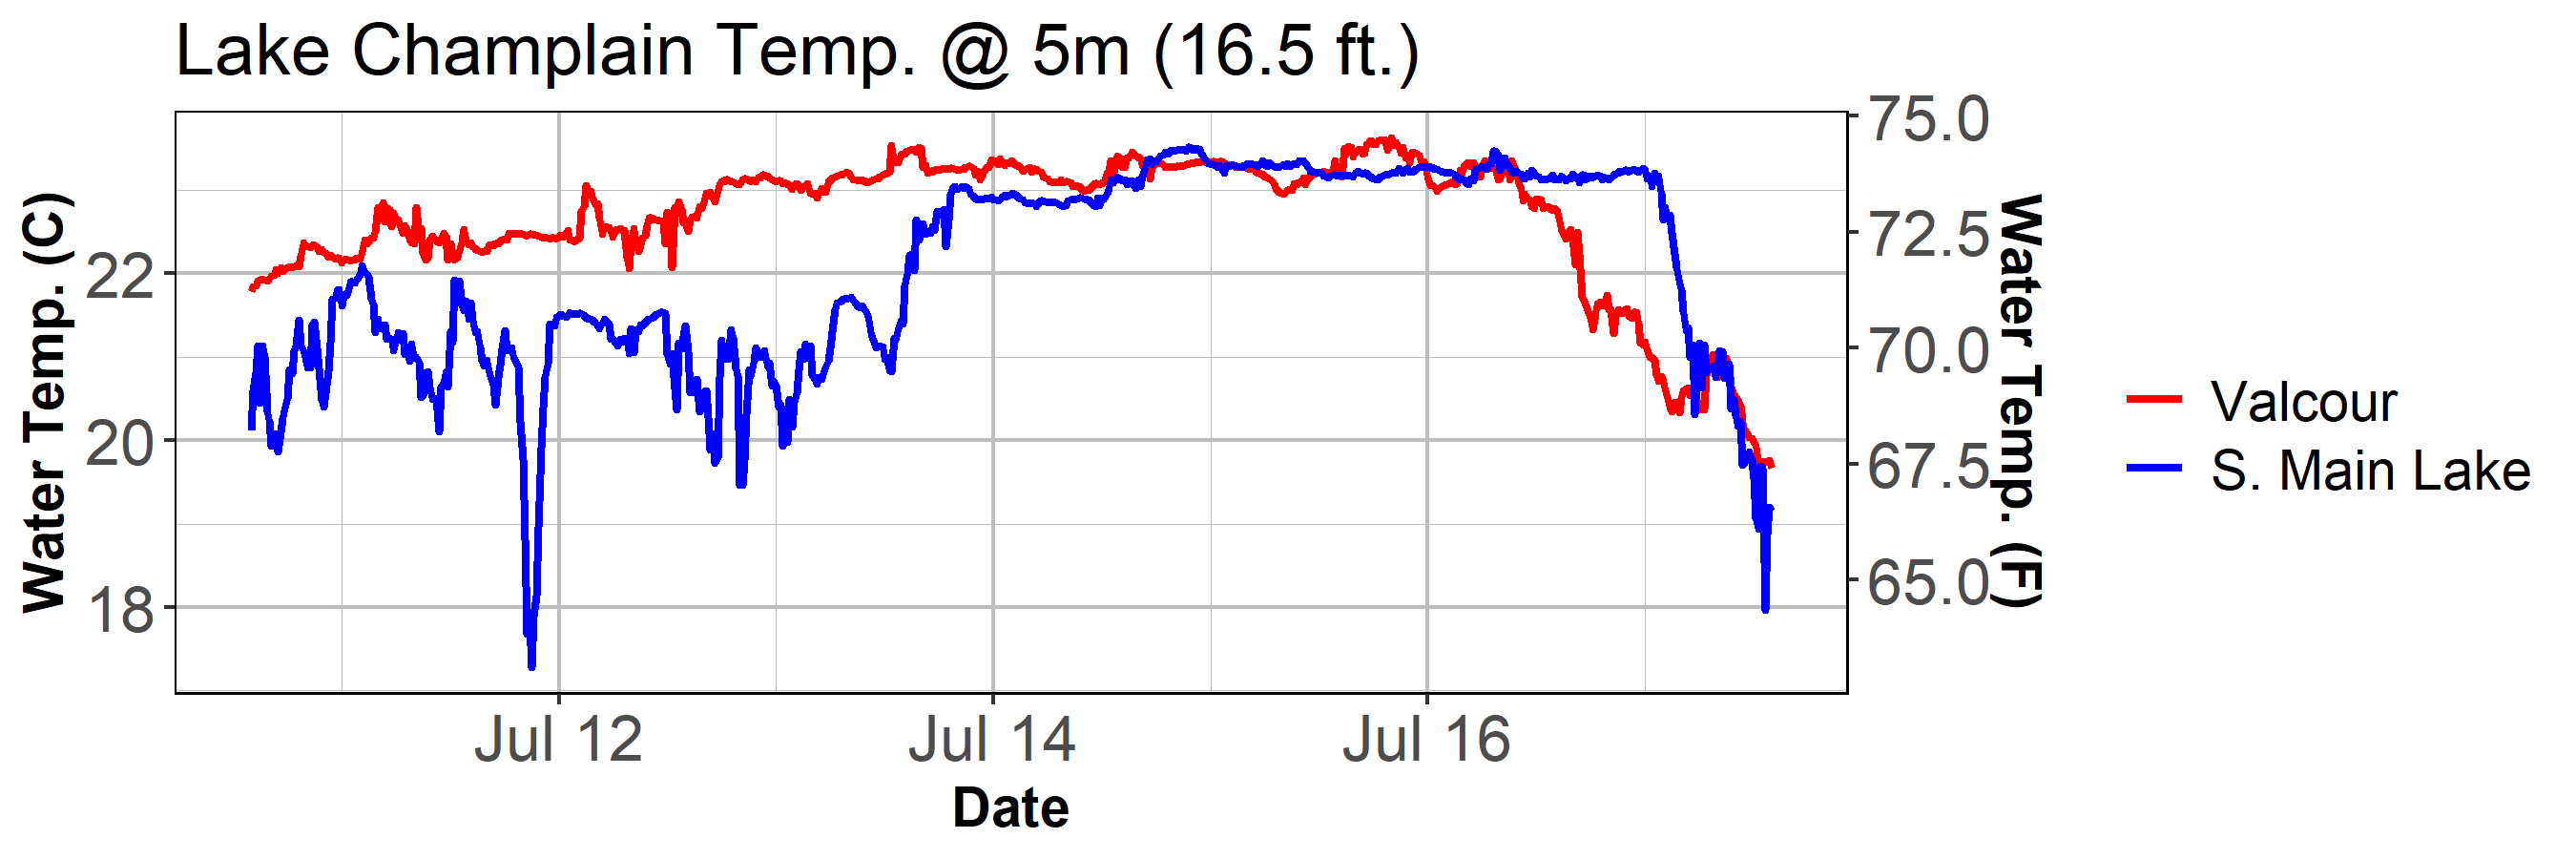 Lake Champlain Temp. @ 5m (16.5 ft.)
Water Temp. (C)
22
20
18
75.0
72.5
70.0
67.5
65.0
Water Temp. (F)
Jul 12
Jul 14
Jul 16
Date
Valcour
S. Main Lake